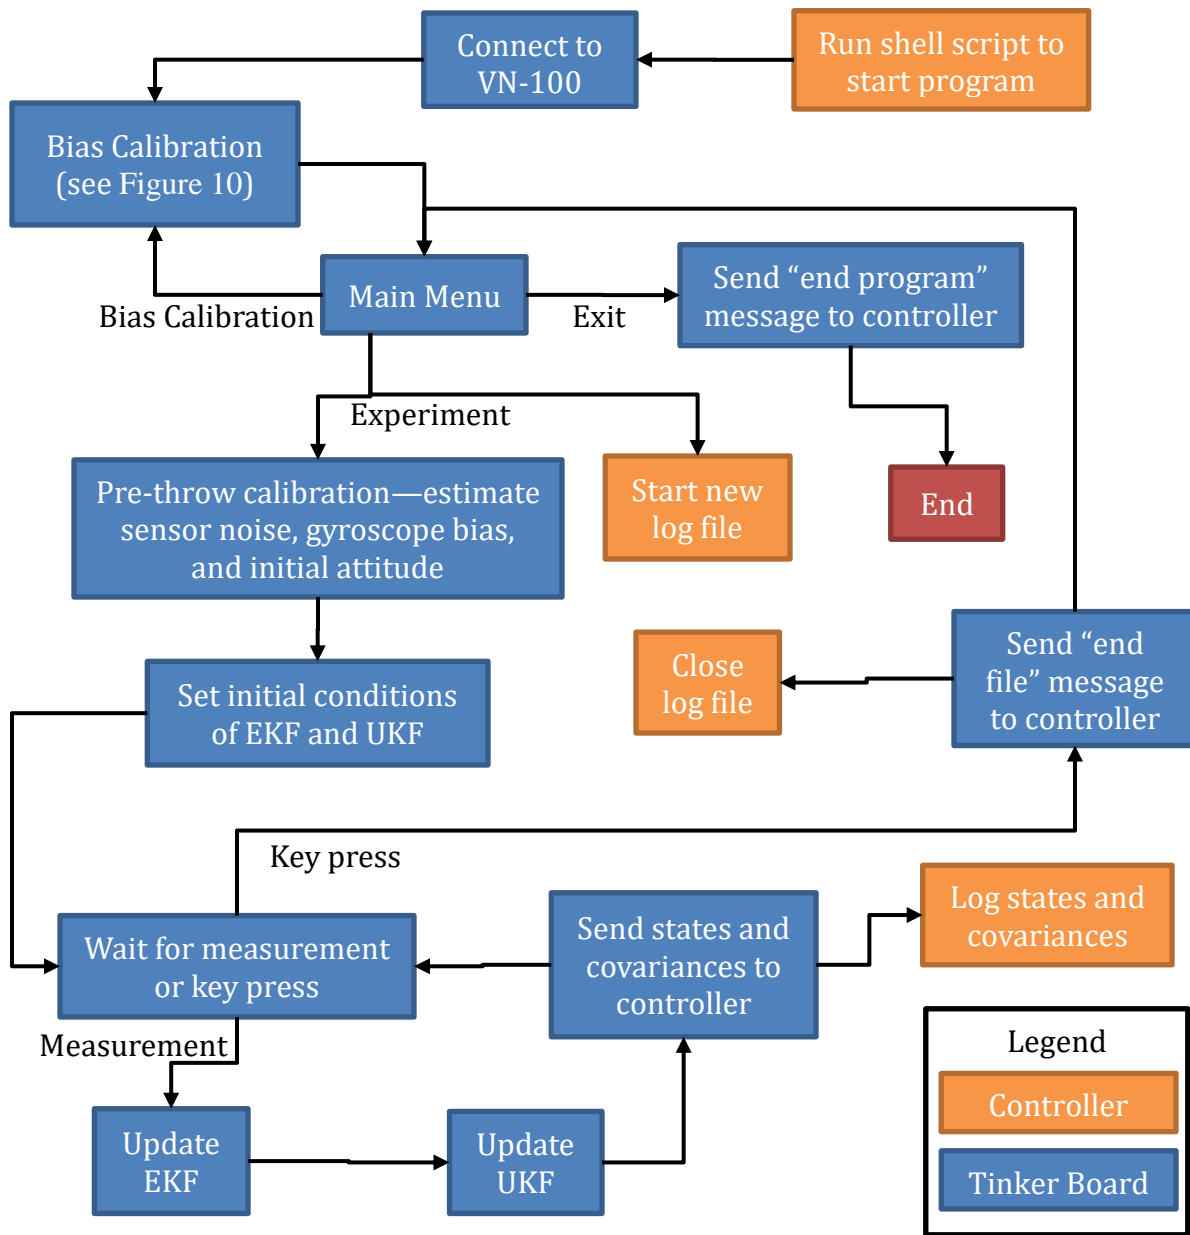 Connect to
VN-100
Run shell script to
start program
Bias Calibration
(see Figure 10)
Main Menu
Bias Calibration
Exit
Send “end program”
message to controller
Experiment
Pre-throw calibration—estimate
sensor noise, gyroscope bias,
and initial attitude
Start new
log file
End
Set initial conditions
of EKF and UKF
Close
log file
Send “end
file” message
to controller
Key press
Wait for measurement
or key press
Send states and
covariances to
controller
Log states and
covariances
Measurement
Update
EKF
Update
UKF
Legend
Controller
Tinker Board